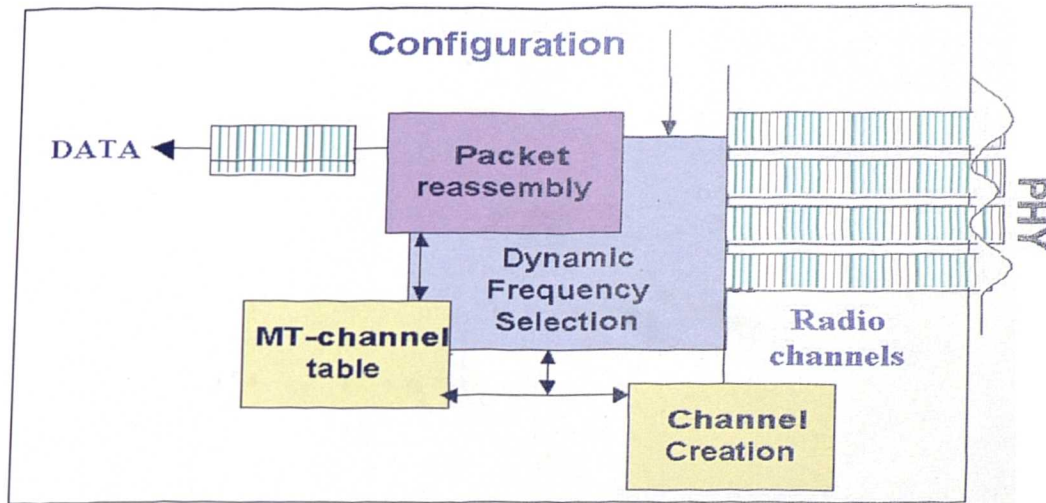 Configuration
DATA
Packet
reassembly
Dynamic
Frequency
Selection
MT-channel
table
Radio
channels
Channel
Creation
PHY